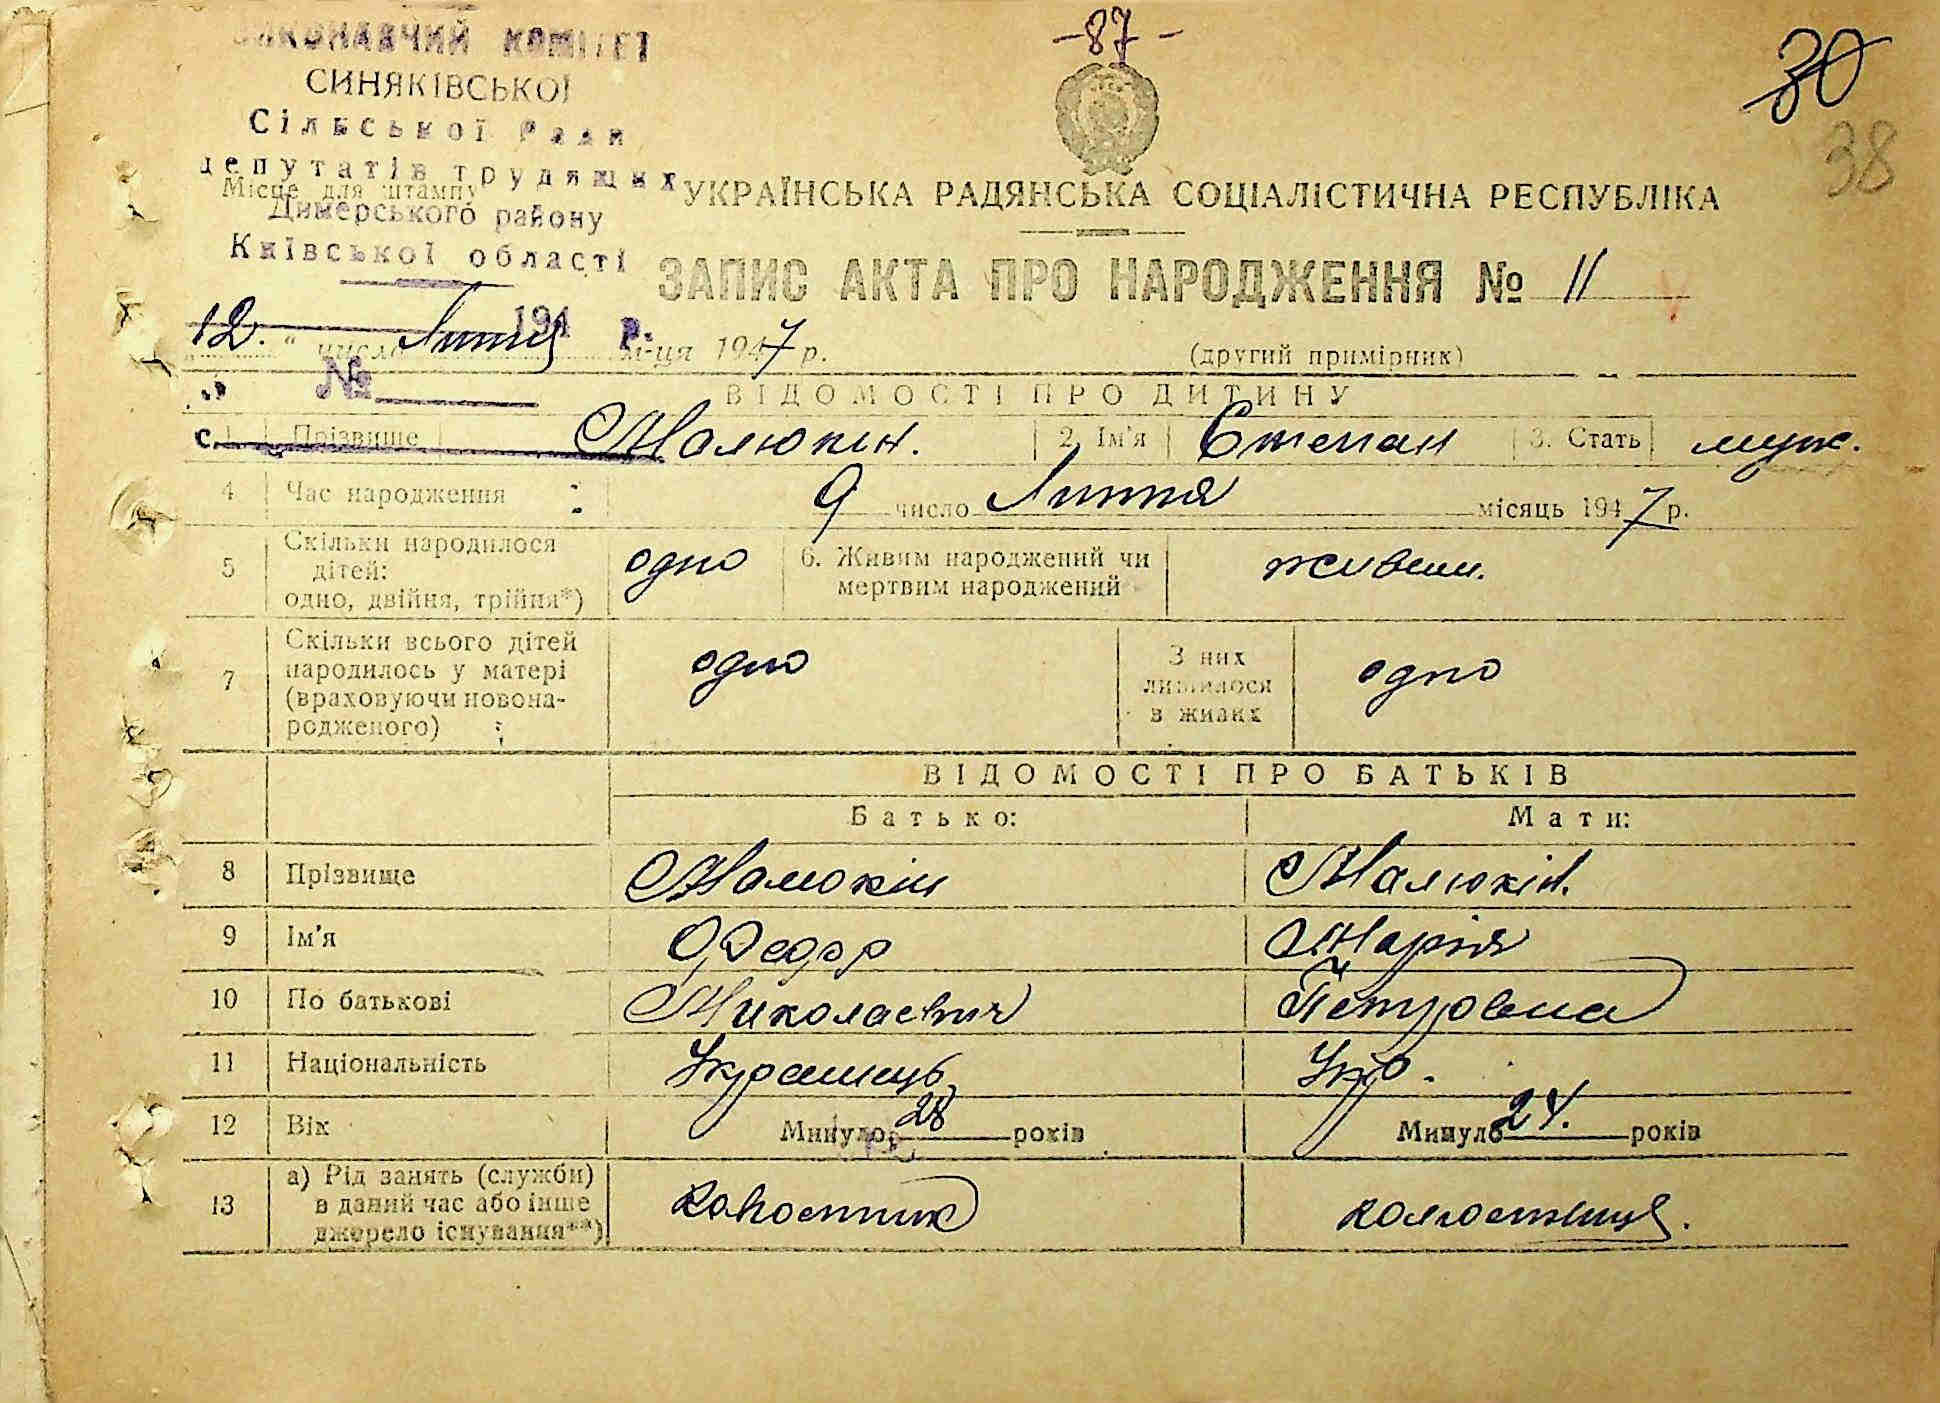 -87-
30
38
ВИКОНАВЧИЙ КОМІТЕТ
СИНЯКІВСЬКОЇ
Сільської Ради
депутатів трудящих
Місце для штампу
Димерського району
Київської області
194 р.
№
с.
УКРАЇНСЬКА РАДЯНСЬКА СОЦІАЛІСТИЧНА РЕСПУБЛІКА
ЗАПИС АКТА ПРО НАРОДЖЕННЯ № 11
„12." число Липня м-ця 1947 р.
(другий примірник)
ВІДОМОСТІ ПРО ДИТИНУ
1. Прізвище Малюкін. 2. Ім'я Степан 3. Стать муж.
4 Час народження: 9 число Липня місяць 1947 р.
5 Скільки народилося дітей: одно, двійня, трійня*) одно 6. Живим народжений чи мертвим народжений живим.
7 Скільки всього дітей народилось у матері (враховуючи новонародженого): одно З них лишилося в живих одно
ВІДОМОСТІ ПРО БАТЬКІВ
Батько: Мати:
8 Прізвище Малюкін Малюкін.
9 Ім'я Федор Марія
10 По батькові Миколаевич Петровна
11 Національність Українець Укр.
12 Вік Минуло 28 років Минуло 24. років
13 а) Рід занять (служби) в даний час або інше джерело існування**) колгоспник колгоспниця.